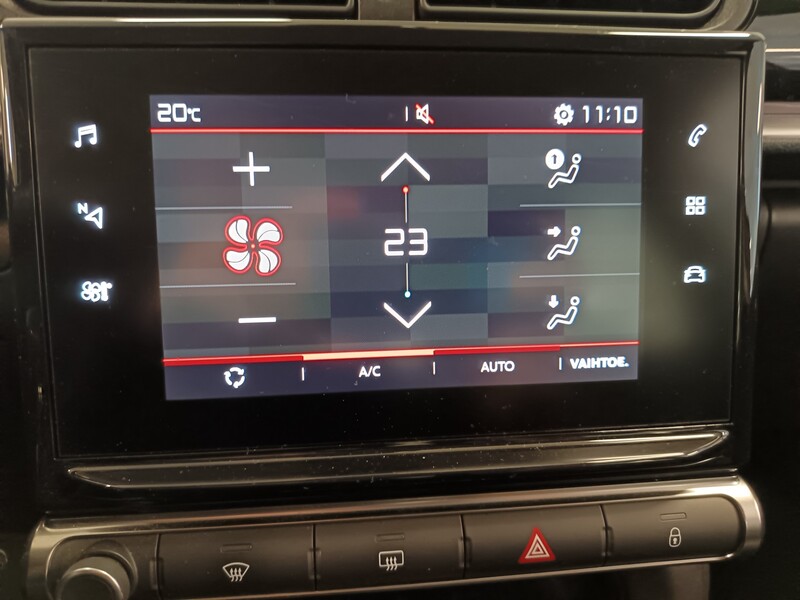 20°C 11:10
N
23
A/C AUTO VAIHTOE.